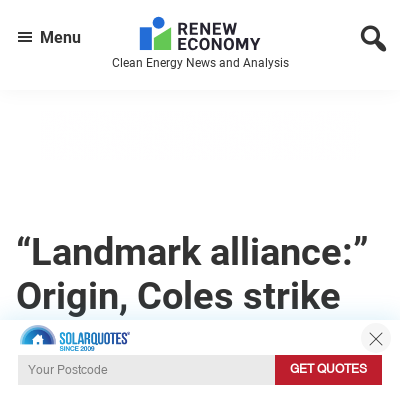 Menu
RENEW
ECONOMY
Clean Energy News and Analysis
“Landmark alliance:”
Origin, Coles strike
SOLARQUOTES®
SINCE 2009
Your Postcode
GET QUOTES